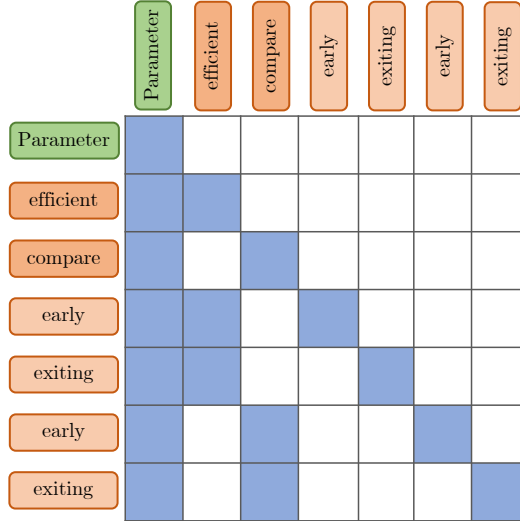 Parameter
efficient
compare
early
exiting
early
exiting
Parameter
efficient
compare
early
exiting
early
exiting